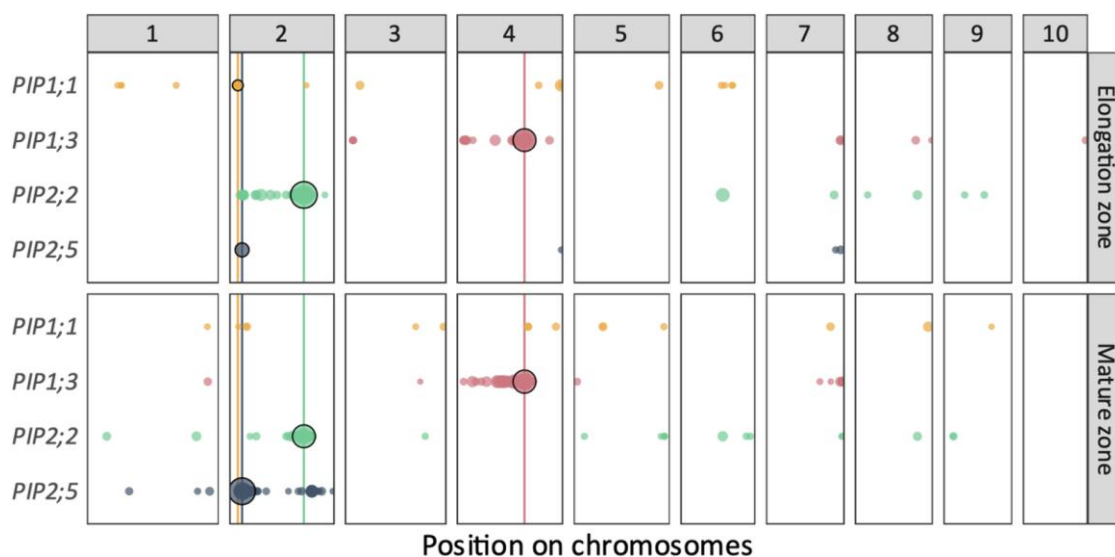 1 2 3 4 5 6 7 8 9 10
PIP1;1
PIP1;3
PIP2;2
PIP2;5
Elongation zone
PIP1;1
PIP1;3
PIP2;2
PIP2;5
Mature zone
Position on chromosomes